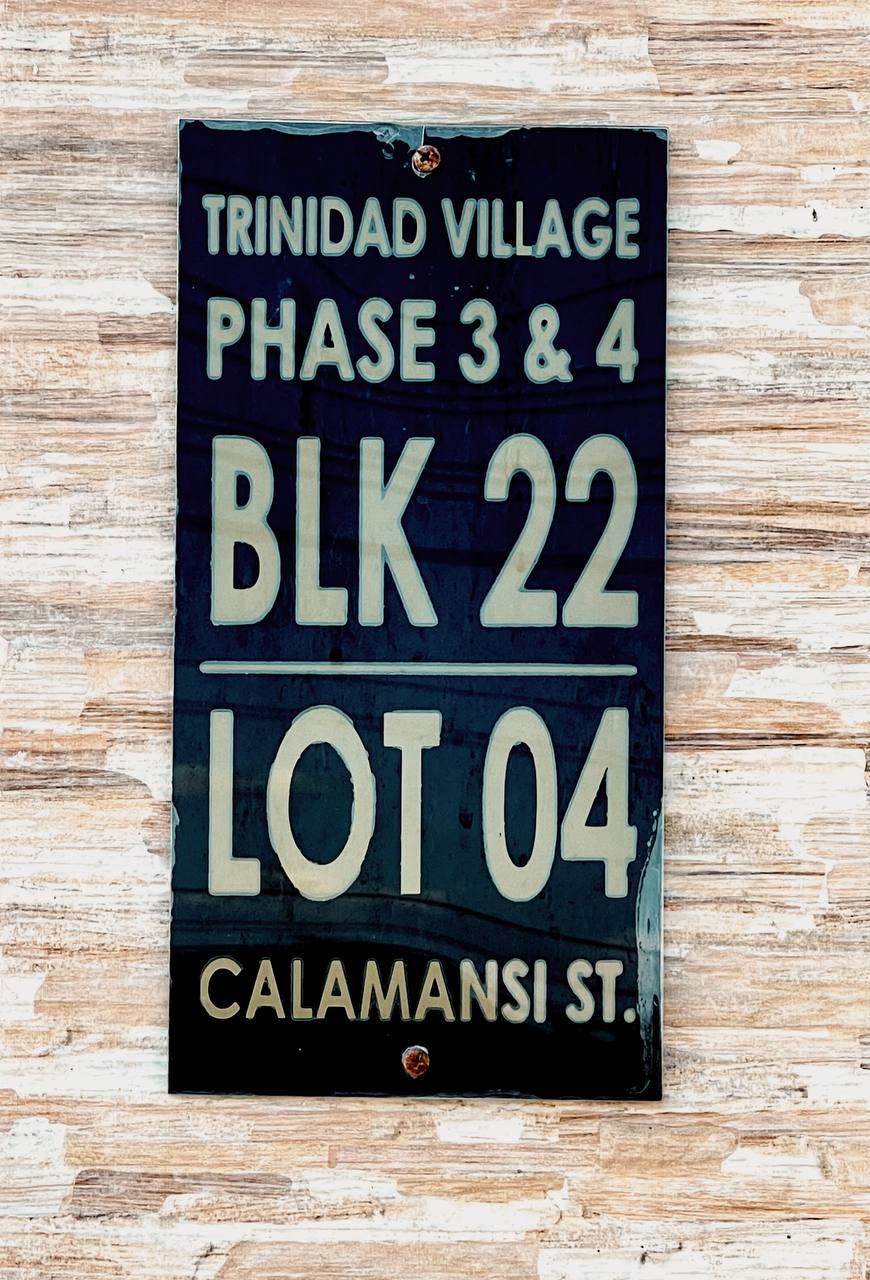 TRINIDAD VILLAGE
PHASE 3 & 4
BLK 22
LOT 04
CALAMANSI ST.